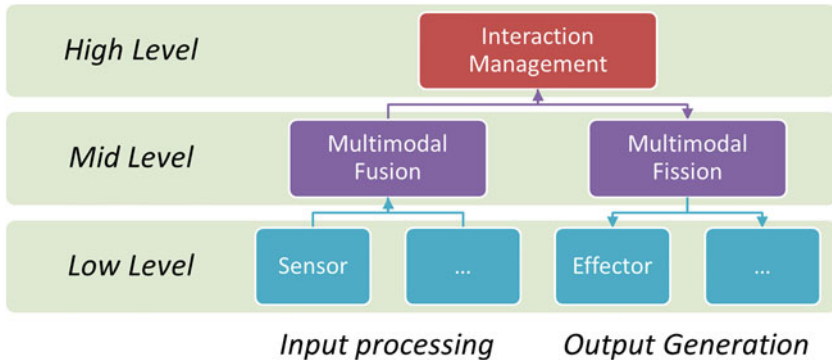 High Level
Interaction
Management
Mid Level
Multimodal
Fusion
Multimodal
Fission
Low Level
Sensor
...
Effector
...
Input processing
Output Generation